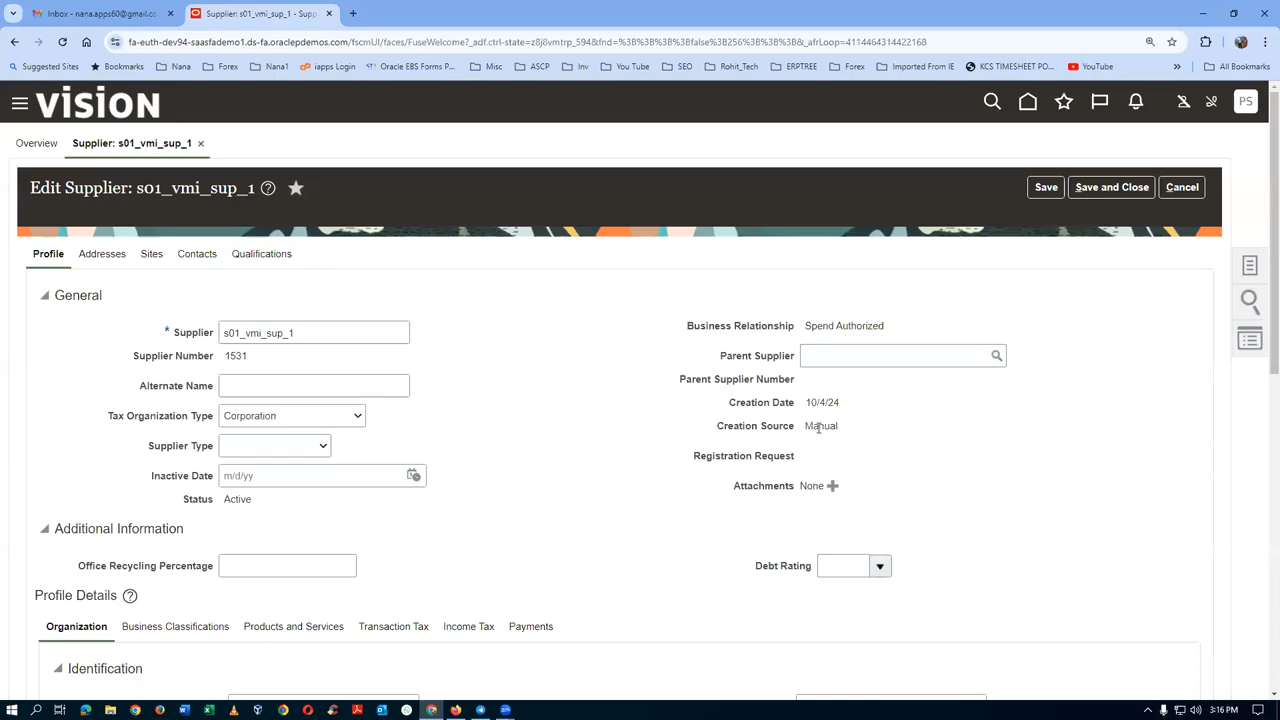 Inbox - nana.apps60@gmail.co
Supplier: s01_vmi_sup_1 - Supp
fa-euth-dev94-saasfademo1.ds-fa.oraclepdemos.com/fscmUI/faces/FuseWelcome?_adf.ctrl-state=z8j8vmtrp_594&fnd=%3B%3B%3B%3Bfalse%3B256%3B%3B%3B&_afrLoop=4114464314422168
Suggested Sites
Bookmarks
Nana
Forex
Nana1
iapps Login
Oracle EBS Forms P...
Misc
ASCP
Inv
You Tube
SEO
Rohit_Tech
ERPTREE
Forex
Imported From IE
KCS TIMESHEET PO...
YouTube
»
All Bookmarks
VISION
PS
Overview
Supplier: s01_vmi_sup_1
Edit Supplier: s01_vmi_sup_1
Save
Save and Close
Cancel
Profile
Addresses
Sites
Contacts
Qualifications
General
* Supplier s01_vmi_sup_1
Supplier Number 1531
Alternate Name
Tax Organization Type Corporation
Supplier Type
Inactive Date m/d/yy
Status Active
Business Relationship Spend Authorized
Parent Supplier
Parent Supplier Number
Creation Date 10/4/24
Creation Source Manual
Registration Request
Attachments None
Additional Information
Office Recycling Percentage
Debt Rating
Profile Details
Organization
Business Classifications
Products and Services
Transaction Tax
Income Tax
Payments
Identification
3:16 PM